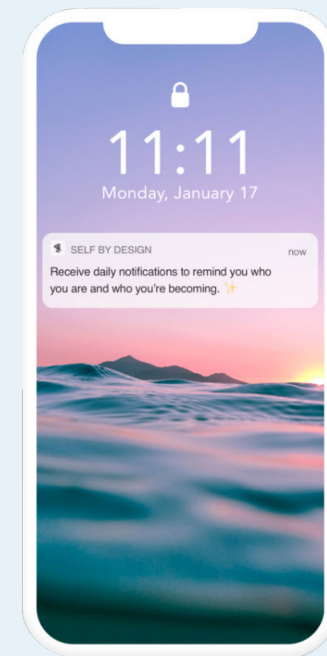 11:11
Monday, January 17
SELF BY DESIGN
now
Receive daily notifications to remind you who
you are and who you're becoming. ✨